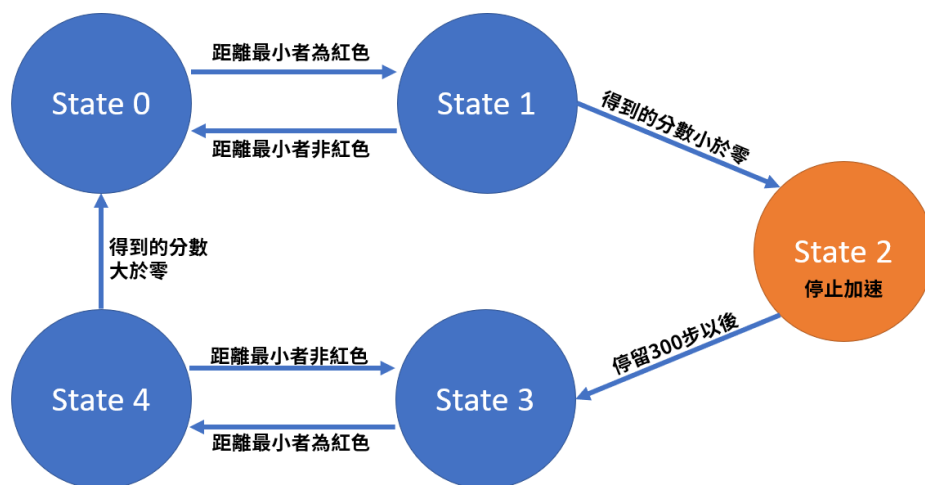 State 0
距離最小者為紅色
State 1
距離最小者非紅色
得到的分數小於零
State 2
停止加速
得到的分數
大於零
停留300步以後
State 4
距離最小者非紅色
State 3
距離最小者為紅色